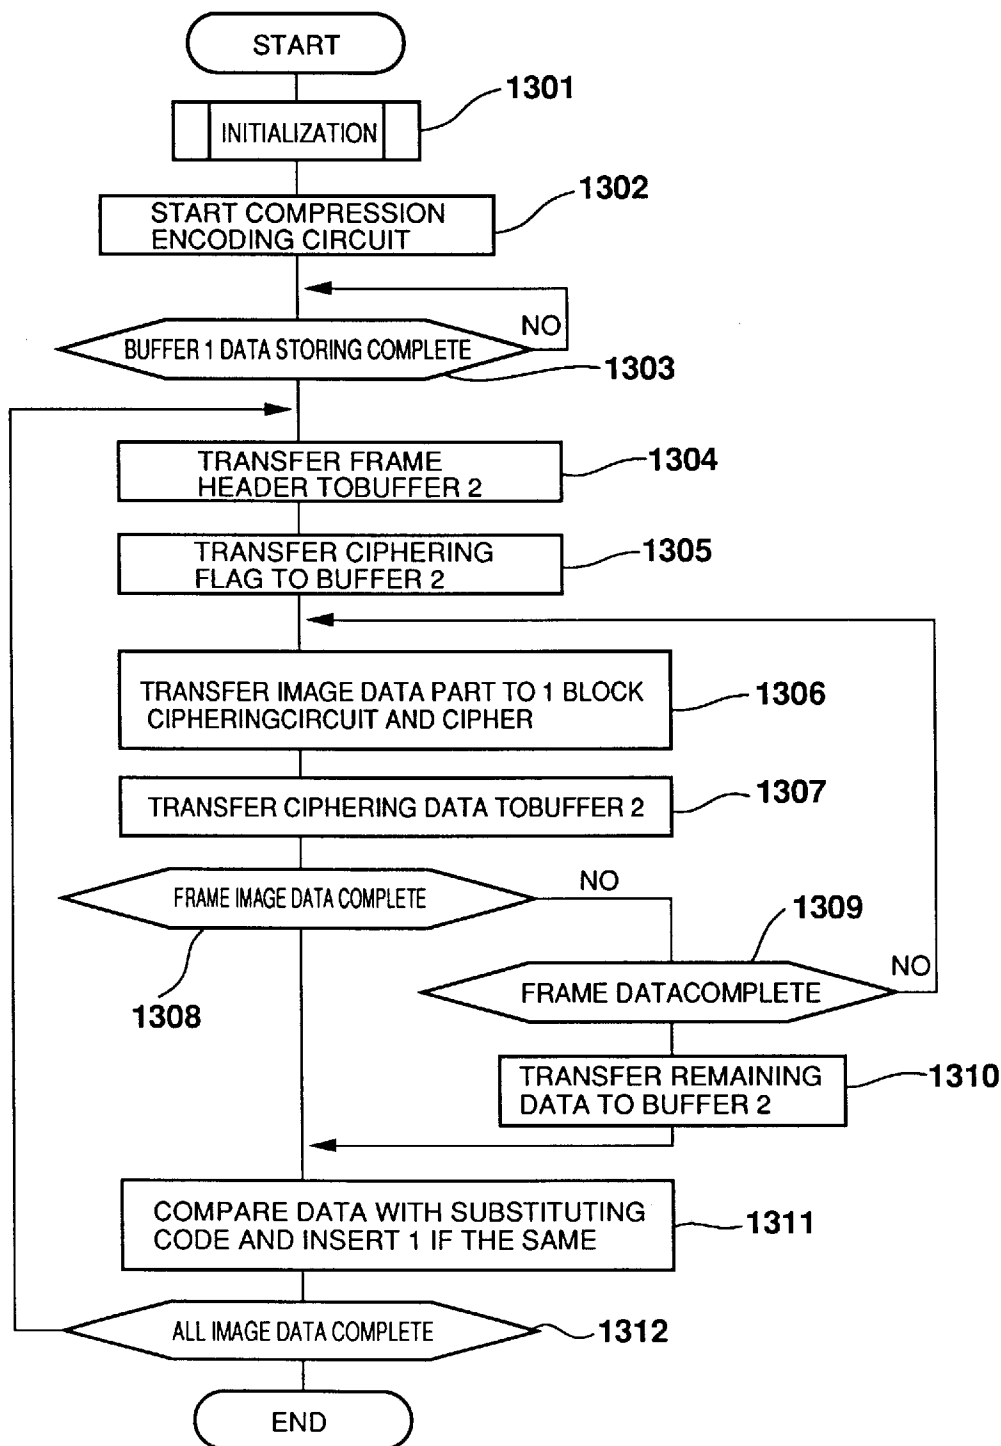 START
1301
INITIALIZATION
1302
START COMPRESSION
ENCODING CIRCUIT
NO
BUFFER 1 DATA STORING COMPLETE
1303
TRANSFER FRAME
HEADER TOBUFFER 2
1304
TRANSFER CIPHERING
FLAG TO BUFFER 2
1305
TRANSFER IMAGE DATA PART TO 1 BLOCK
CIPHERINGCIRCUIT AND CIPHER
1306
TRANSFER CIPHERING DATA TOBUFFER 2
1307
FRAME IMAGE DATA COMPLETE
NO
1308
1309
FRAME DATACOMPLETE
NO
TRANSFER REMAINING
DATA TO BUFFER 2
1310
COMPARE DATA WITH SUBSTITUTING
CODE AND INSERT 1 IF THE SAME
1311
ALL IMAGE DATA COMPLETE
1312
END